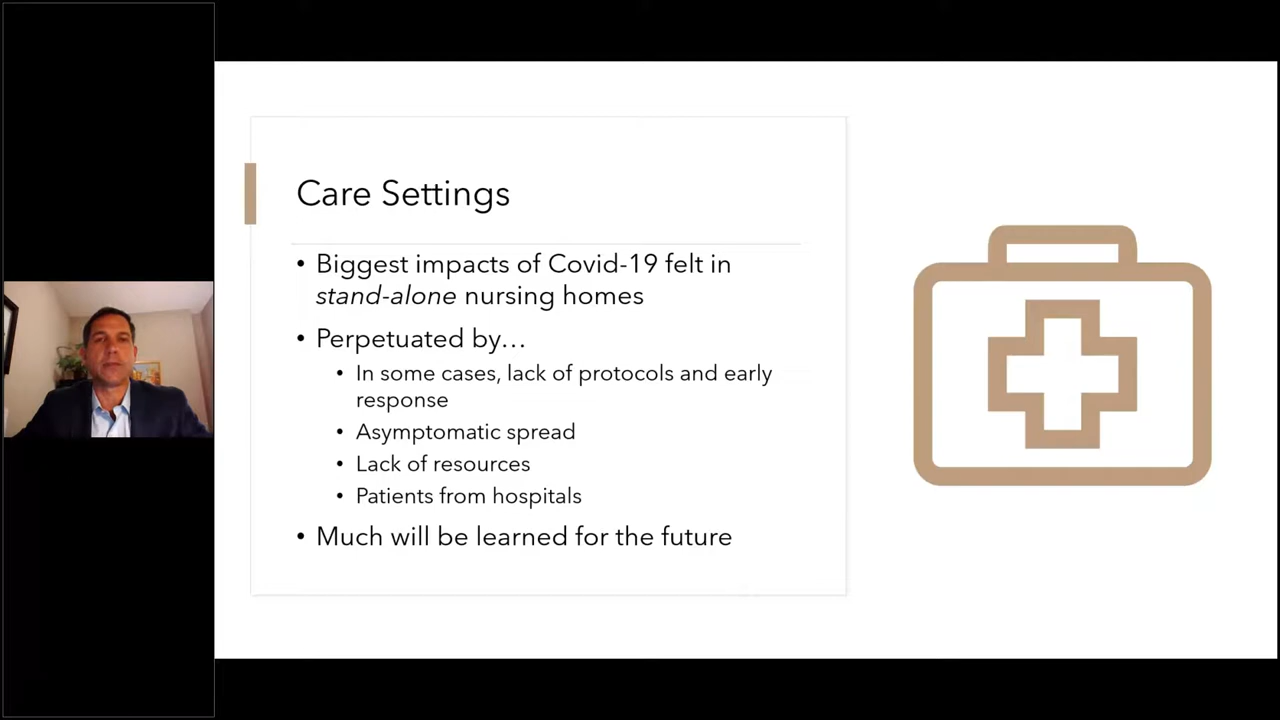 Care Settings
• Biggest impacts of Covid-19 felt in
stand-alone nursing homes
• Perpetuated by…
• In some cases, lack of protocols and early
response
• Asymptomatic spread
• Lack of resources
• Patients from hospitals
• Much will be learned for the future